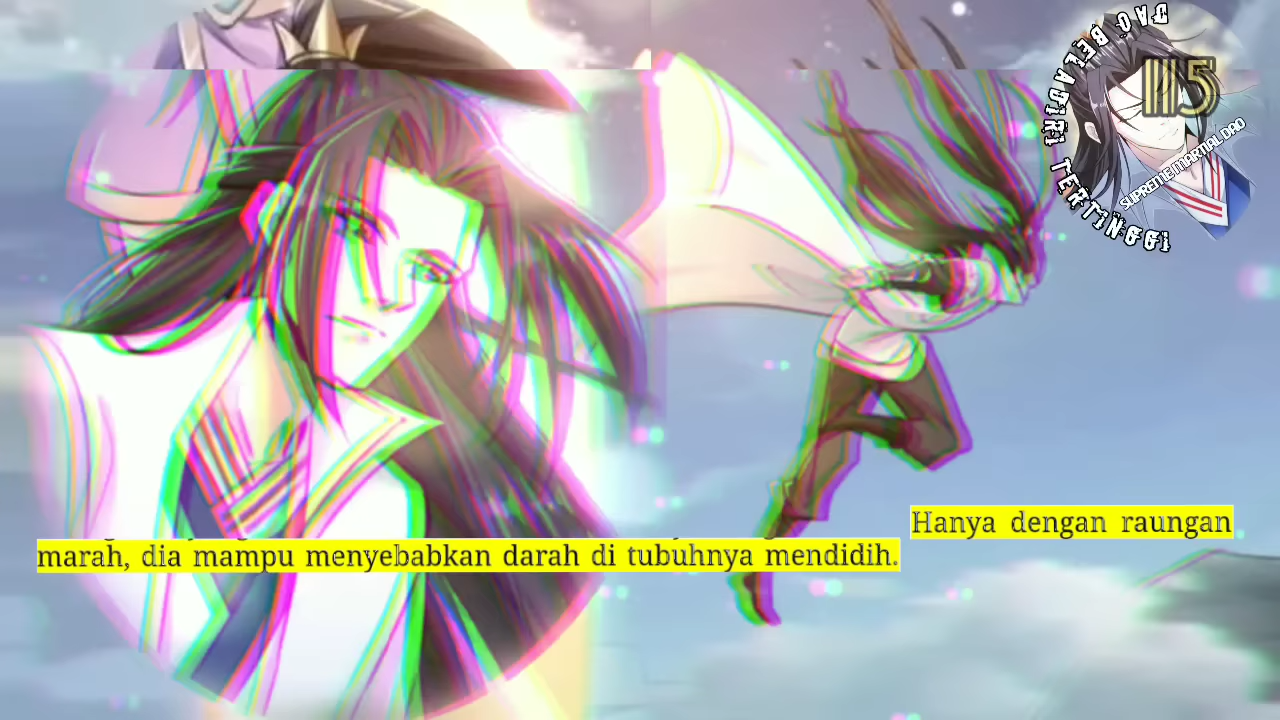 DAO BELADIRI TERTINGGI
115
SUPREME MARTIAL DAO
Hanya dengan raungan
marah, dia mampu menyebabkan darah di tubuhnya mendidih.